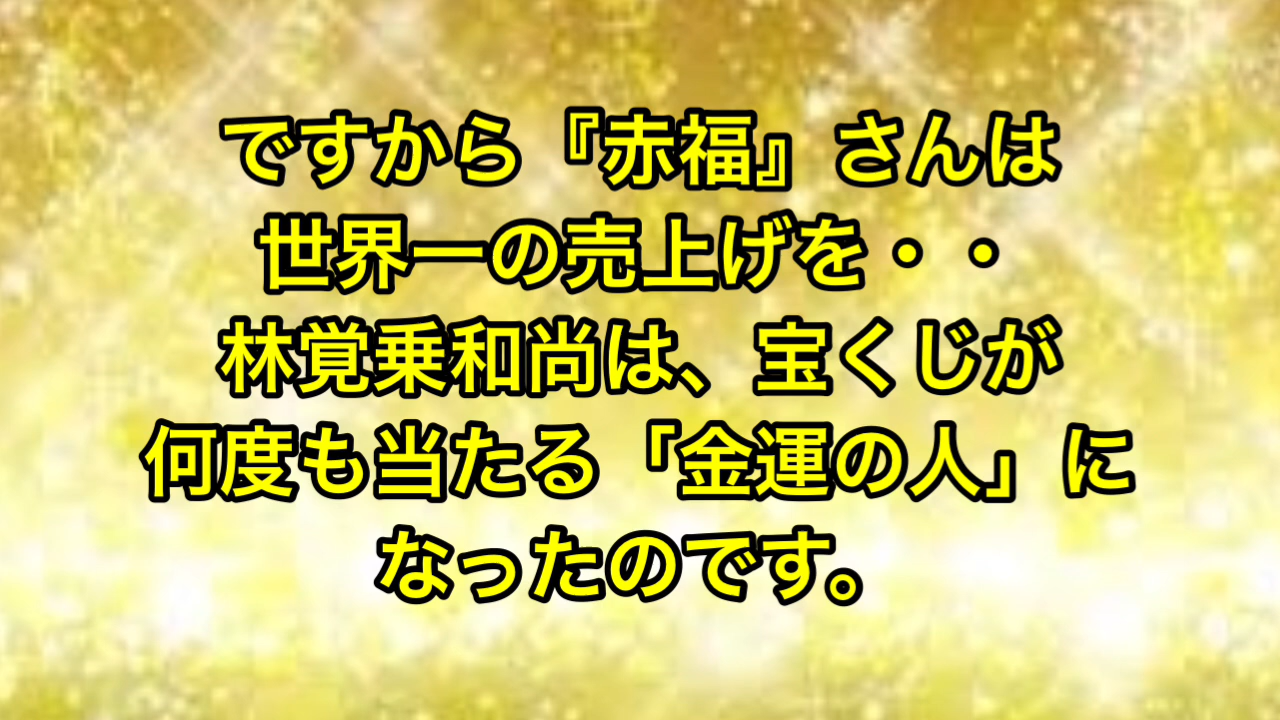 ですから『赤福』さんは
世界一の売上げを・・
林覚乗和尚は、宝くじが
何度も当たる「金運の人」に
なったのです。